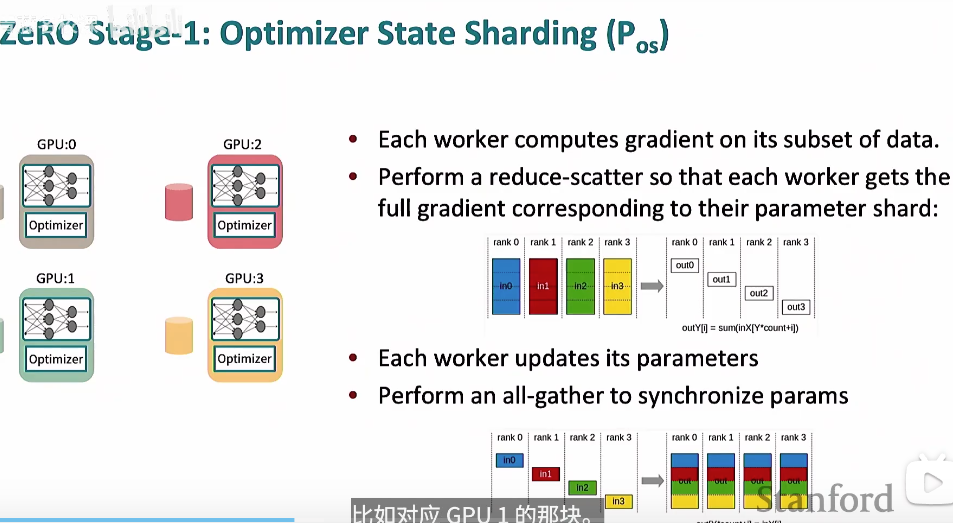 ZeRO Stage-1: Optimizer State Sharding (Pos)
GPU:0
GPU:2
Optimizer
Optimizer
GPU:1
GPU:3
Optimizer
Optimizer
• Each worker computes gradient on its subset of data.
• Perform a reduce-scatter so that each worker gets the
full gradient corresponding to their parameter shard:
rank 0 rank 1 rank 2 rank 3 rank 0 rank 1 rank 2 rank 3
in0 in1 in2 in3
out0
out1
out2
out3
outY[i] = sum(inX[Y*count+i])
• Each worker updates its parameters
• Perform an all-gather to synchronize params
rank 0 rank 1 rank 2 rank 3 rank 0 rank 1 rank 2 rank 3
in0
in1
in2
in3
out out out out
Stanford
比如对应 GPU 1 的那块。